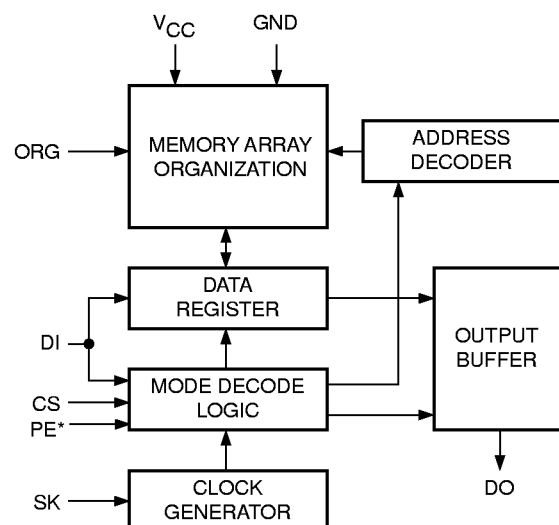 VCC
GND
ORG
MEMORY ARRAY
ORGANIZATION
ADDRESS
DECODER
DATA
REGISTER
DI
OUTPUT
BUFFER
MODE DECODE
LOGIC
CS
PE*
SK
CLOCK
GENERATOR
DO